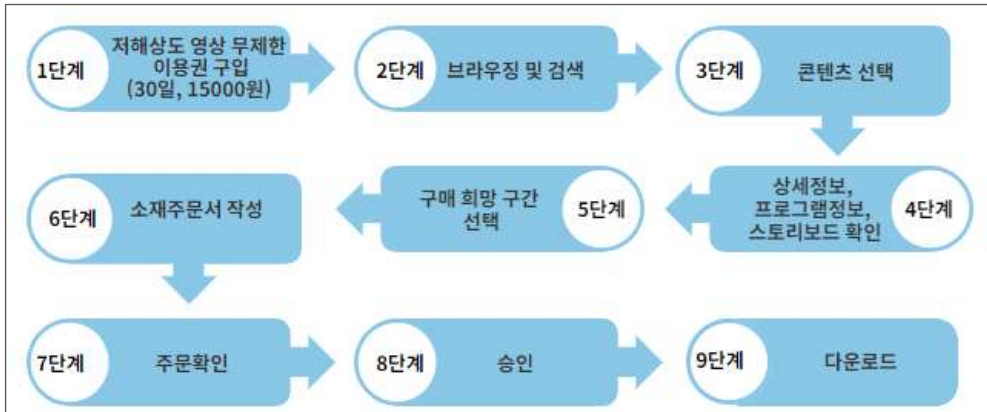 1단계
저해상도 영상 무제한
이용권 구입
(30일, 15000원)
2단계
브라우징 및 검색
3단계
콘텐츠 선택
4단계
상세정보,
프로그램정보,
스토리보드 확인
5단계
구매 희망 구간
선택
6단계
소재주문서 작성
7단계
주문확인
8단계
승인
9단계
다운로드